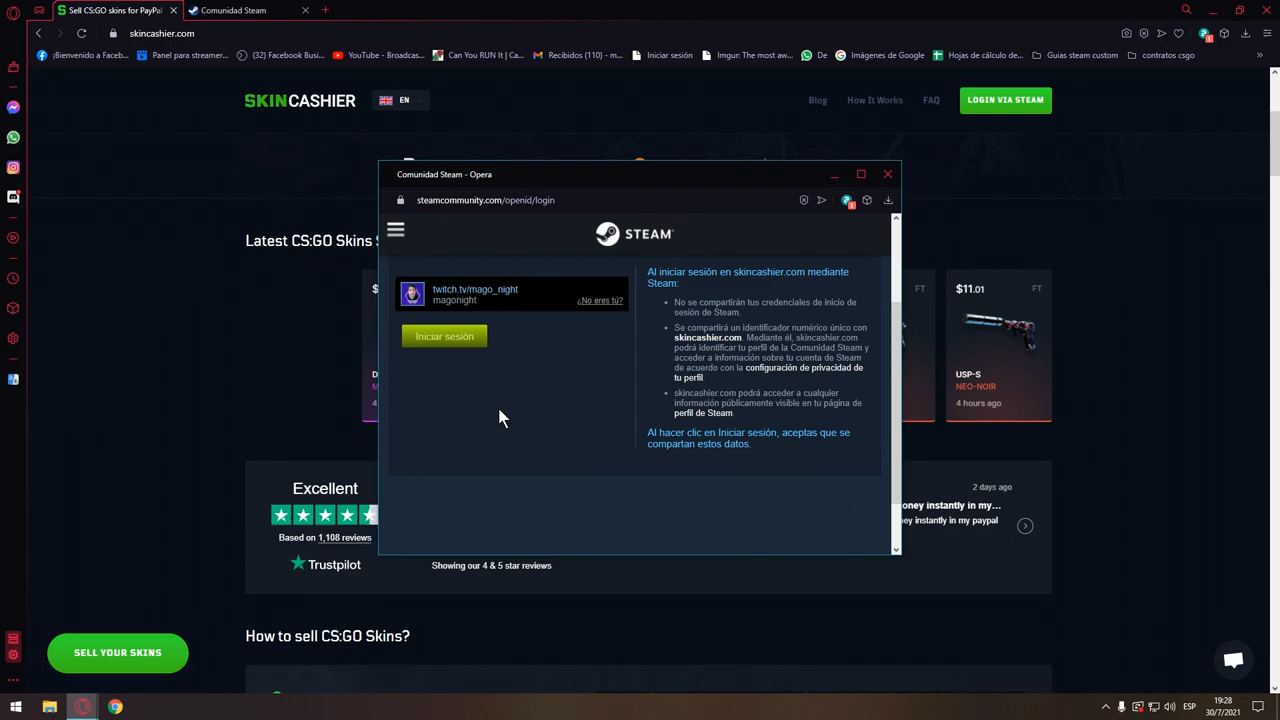 Sell CS:GO skins for PayPal
Comunidad Steam
skincashier.com
¡Bienvenido a Facebo...
Panel para streamer...
(32) Facebook Busi...
YouTube - Broadcas...
Can You RUN It | Can...
Recibidos (110) - m...
Iniciar sesión
Imgur: The most aw...
De
Imágenes de Google
Hojas de cálculo de...
Guias steam custom
contratos csgo
SKINCASHIER
EN
Blog
How It Works
FAQ
LOGIN VIA STEAM
Comunidad Steam - Opera
steamcommunity.com/openid/login
STEAM
Latest CS:GO Skins S
twitch.tv/mago_night
magonight
¿No eres tú?
Iniciar sesión
Al iniciar sesión en skincashier.com mediante
Steam:
No se compartirán tus credenciales de inicio de
sesión de Steam.
Se compartirá un identificador numérico único con
skincashier.com. Mediante él, skincashier.com
podrá identificar tu perfil de la Comunidad Steam y
acceder a información sobre tu cuenta de Steam
de acuerdo con la configuración de privacidad de
tu perfil.
skincashier.com podrá acceder a cualquier
información públicamente visible en tu página de
perfil de Steam.
Al hacer clic en Iniciar sesión, aceptas que se
compartan estos datos.
$
D
M
4
FT
$11.01
FT
USP-S
NEO-NOIR
4 hours ago
Excellent
Based on 1,108 reviews
Trustpilot
Showing our 4 & 5 star reviews
2 days ago
oney instantly in my...
ney instantly in my paypal
How to sell CS:GO Skins?
SELL YOUR SKINS
ESP
19:28
30/7/2021